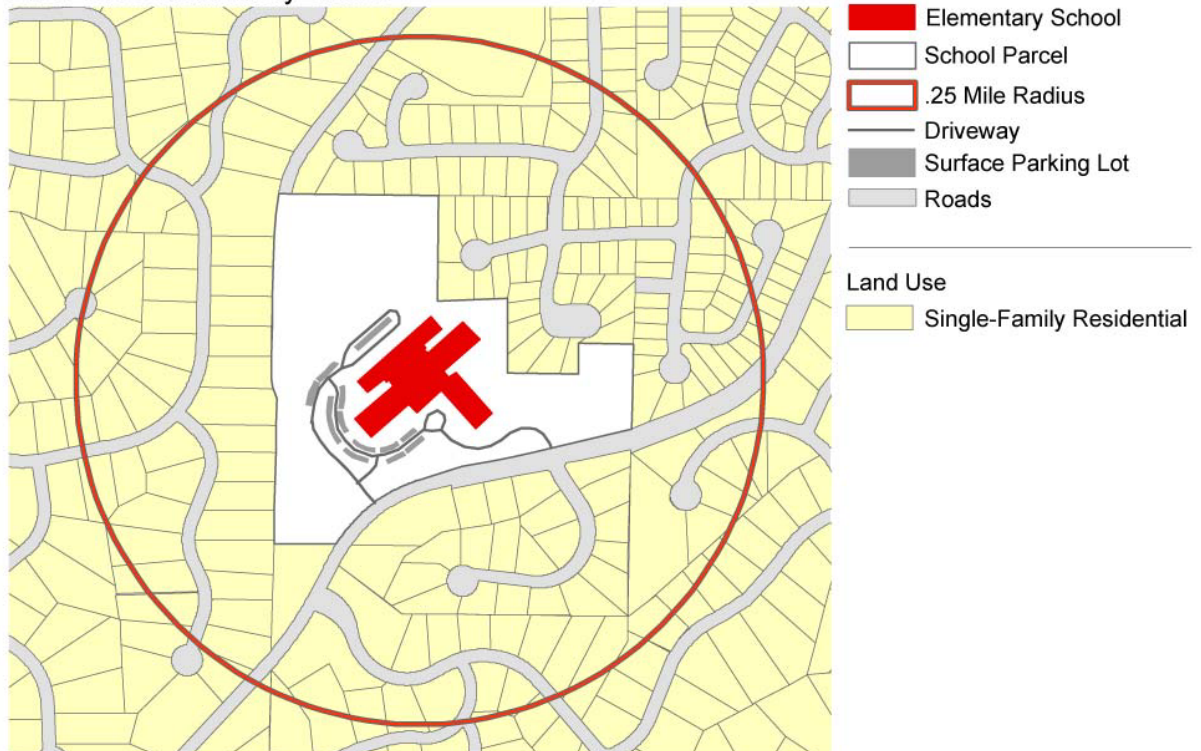 Elementary School
School Parcel
.25 Mile Radius
Driveway
Surface Parking Lot
Roads
Land Use
Single-Family Residential